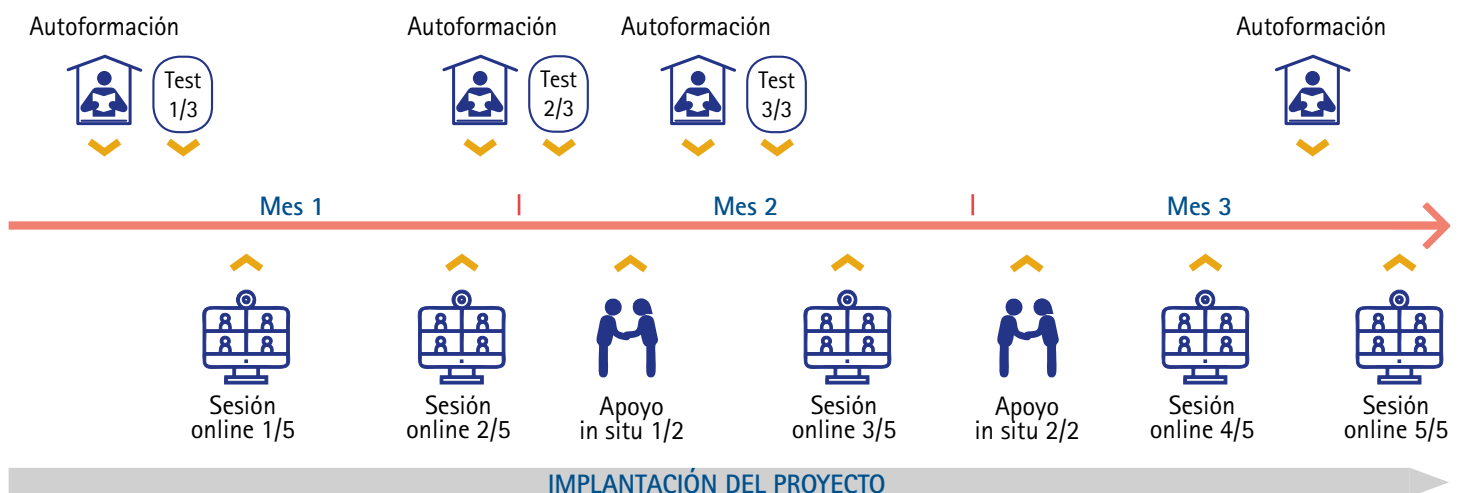 Autoformación
Autoformación
Autoformación
Autoformación
Test
1/3
Test
2/3
Test
3/3
Mes 1
Mes 2
Mes 3
Sesión
online 1/5
Sesión
online 2/5
Apoyo
in situ 1/2
Sesión
online 3/5
Apoyo
in situ 2/2
Sesión
online 4/5
Sesión
online 5/5
IMPLANTACIÓN DEL PROYECTO